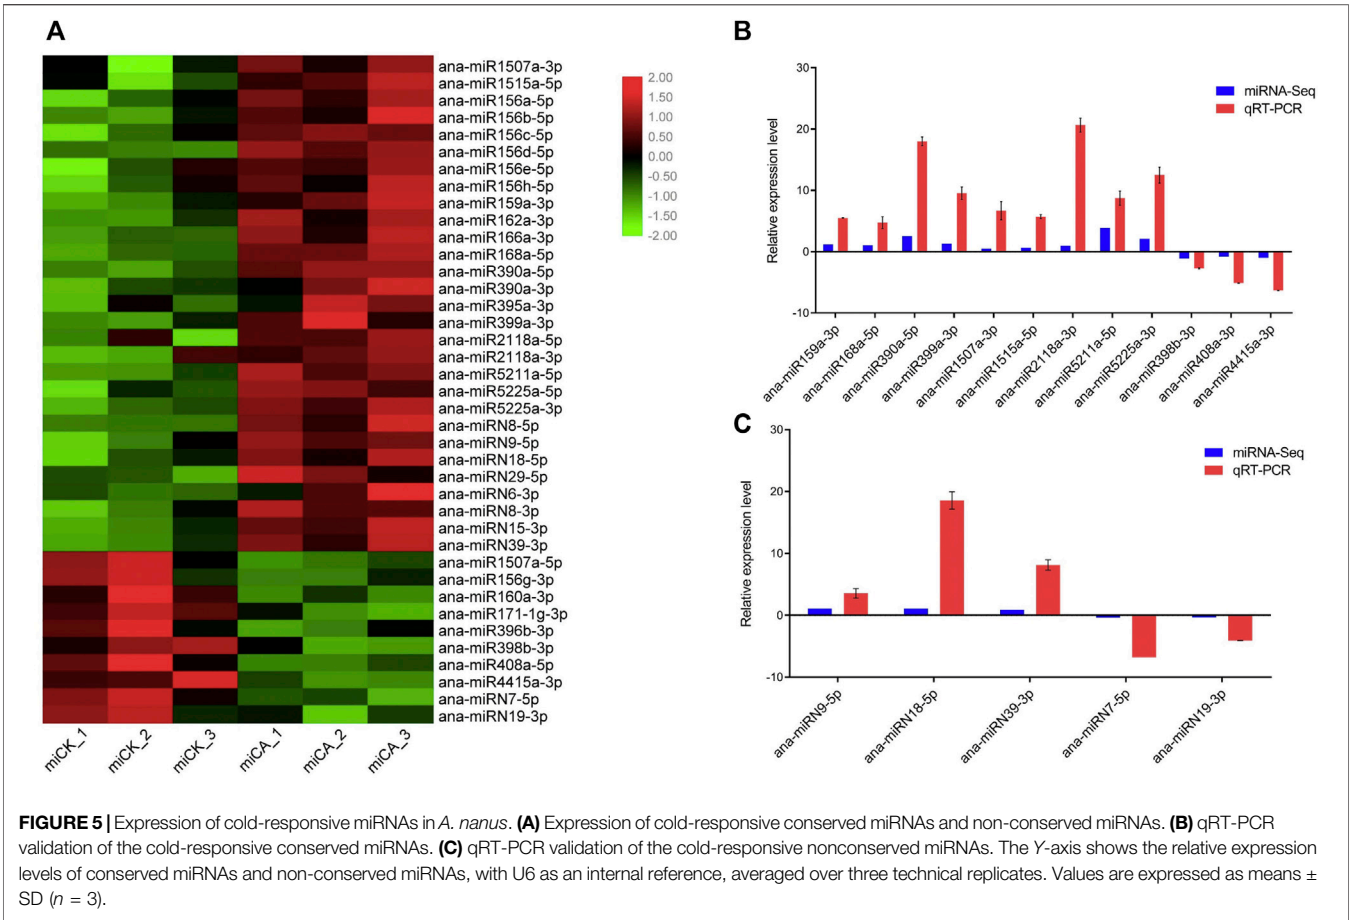 A
ana-miR1507a-3p
ana-miR1515a-5p
ana-miR156a-5p
ana-miR156b-5p
ana-miR156c-5p
ana-miR156d-5p
ana-miR156e-5p
ana-miR156h-5p
ana-miR159a-3p
ana-miR162a-3p
ana-miR166a-3p
ana-miR168a-5p
ana-miR390a-5p
ana-miR390a-3p
ana-miR395a-3p
ana-miR399a-3p
ana-miR2118a-5p
ana-miR2118a-3p
ana-miR5211a-5p
ana-miR5225a-5p
ana-miR5225a-3p
ana-miRN8-5p
ana-miRN9-5p
ana-miRN18-5p
ana-miRN29-5p
ana-miRN6-3p
ana-miRN8-3p
ana-miRN15-3p
ana-miRN39-3p
ana-miR1507a-5p
ana-miR156g-3p
ana-miR160a-3p
ana-miR171-1g-3p
ana-miR396b-3p
ana-miR398b-3p
ana-miR408a-5p
ana-miR4415a-3p
ana-miRN7-5p
ana-miRN19-3p
miCK_1
miCK_2
miCK_3
miCA_1
miCA_2
miCA_3
2.00
1.50
1.00
0.50
0.00
-0.50
-1.00
-1.50
-2.00
B
Relative expression level
30
20
10
0
-10
miRNA-Seq
qRT-PCR
ana-miR159a-3p
ana-miR168a-5p
ana-miR390a-5p
ana-miR399a-3p
ana-miR1507a-3p
ana-miR1515a-5p
ana-miR2118a-3p
ana-miR5211a-5p
ana-miR5225a-3p
ana-miR398b-3p
ana-miR408a-3p
ana-miR4415a-3p
C
Relative expression level
30
20
10
0
-10
miRNA-Seq
qRT-PCR
ana-miRN9-5p
ana-miRN18-5p
ana-miRN39-3p
ana-miRN7-5p
ana-miRN19-3p
FIGURE 5 | Expression of cold-responsive miRNAs in A. nanus. (A) Expression of cold-responsive conserved miRNAs and non-conserved miRNAs. (B) qRT-PCR
validation of the cold-responsive conserved miRNAs. (C) qRT-PCR validation of the cold-responsive nonconserved miRNAs. The Y-axis shows the relative expression
levels of conserved miRNAs and non-conserved miRNAs, with U6 as an internal reference, averaged over three technical replicates. Values are expressed as means ±
SD (n = 3).